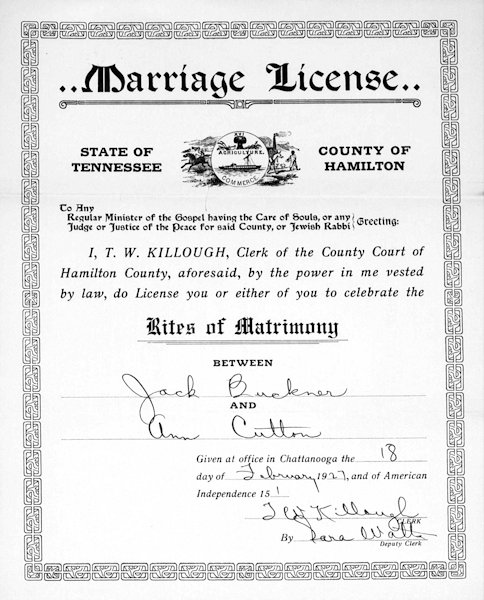 ..Marriage License..
STATE OF TENNESSEE
XVI
AGRICULTURE.
COMMERCE
COUNTY OF HAMILTON
To Any
Regular Minister of the Gospel having the Care of Souls, or any
Judge or Justice of the Peace for said County, or Jewish Rabbi
Greeting:
I, T. W. KILLOUGH, Clerk of the County Court of
Hamilton County, aforesaid, by the power in me vested
by law, do License you or either of you to celebrate the
Rites of Matrimony
BETWEEN
Jack Buckner
AND
Ann Cutton
Given at office in Chattanooga the 18
day of February 1927, and of American
Independence 151
T W Killough
CLERK
By Sara Watts
Deputy Clerk